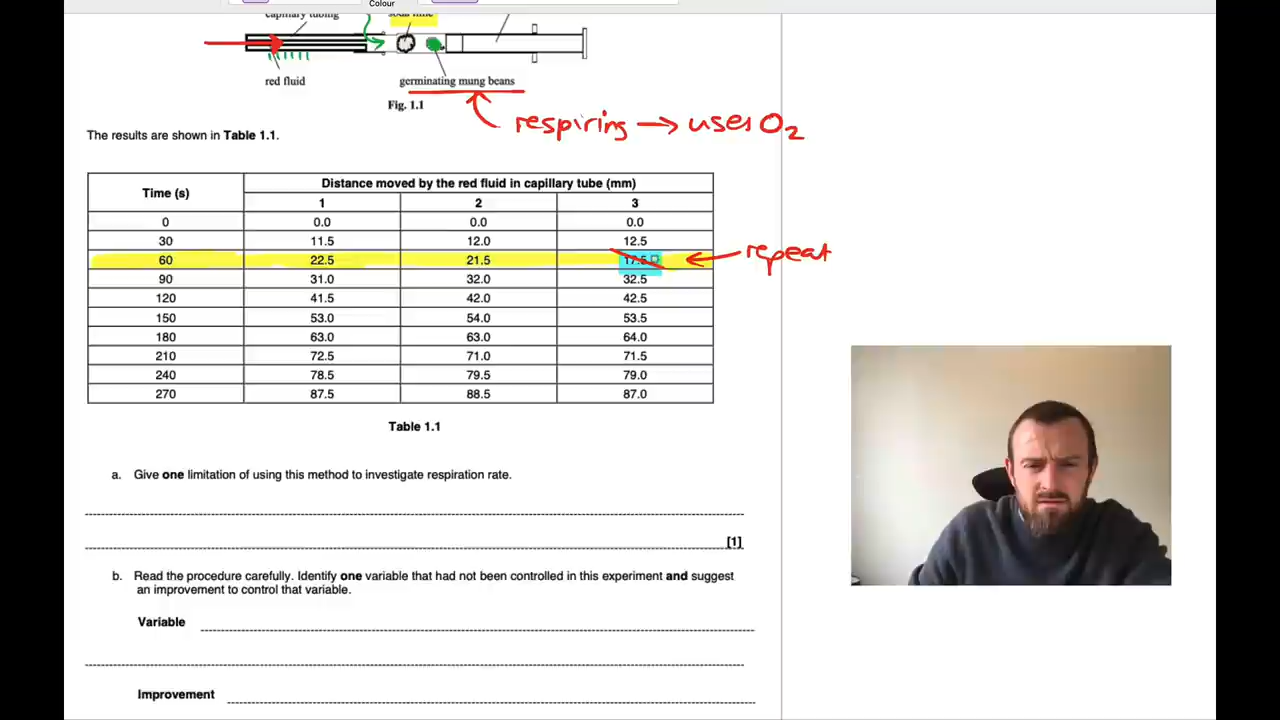 Colour
capillary tubing
soda lime
red fluid
germinating mung beans
Fig. 1.1
respiring → uses O2
The results are shown in Table 1.1.
Time (s) Distance moved by the red fluid in capillary tube (mm)
1 2 3
0 0.0 0.0 0.0
30 11.5 12.0 12.5
60 22.5 21.5 17.5 ← repeat
90 31.0 32.0 32.5
120 41.5 42.0 42.5
150 53.0 54.0 53.5
180 63.0 63.0 64.0
210 72.5 71.0 71.5
240 78.5 79.5 79.0
270 87.5 88.5 87.0
Table 1.1
a. Give one limitation of using this method to investigate respiration rate.
[1]
b. Read the procedure carefully. Identify one variable that had not been controlled in this experiment and suggest
an improvement to control that variable.
Variable
Improvement